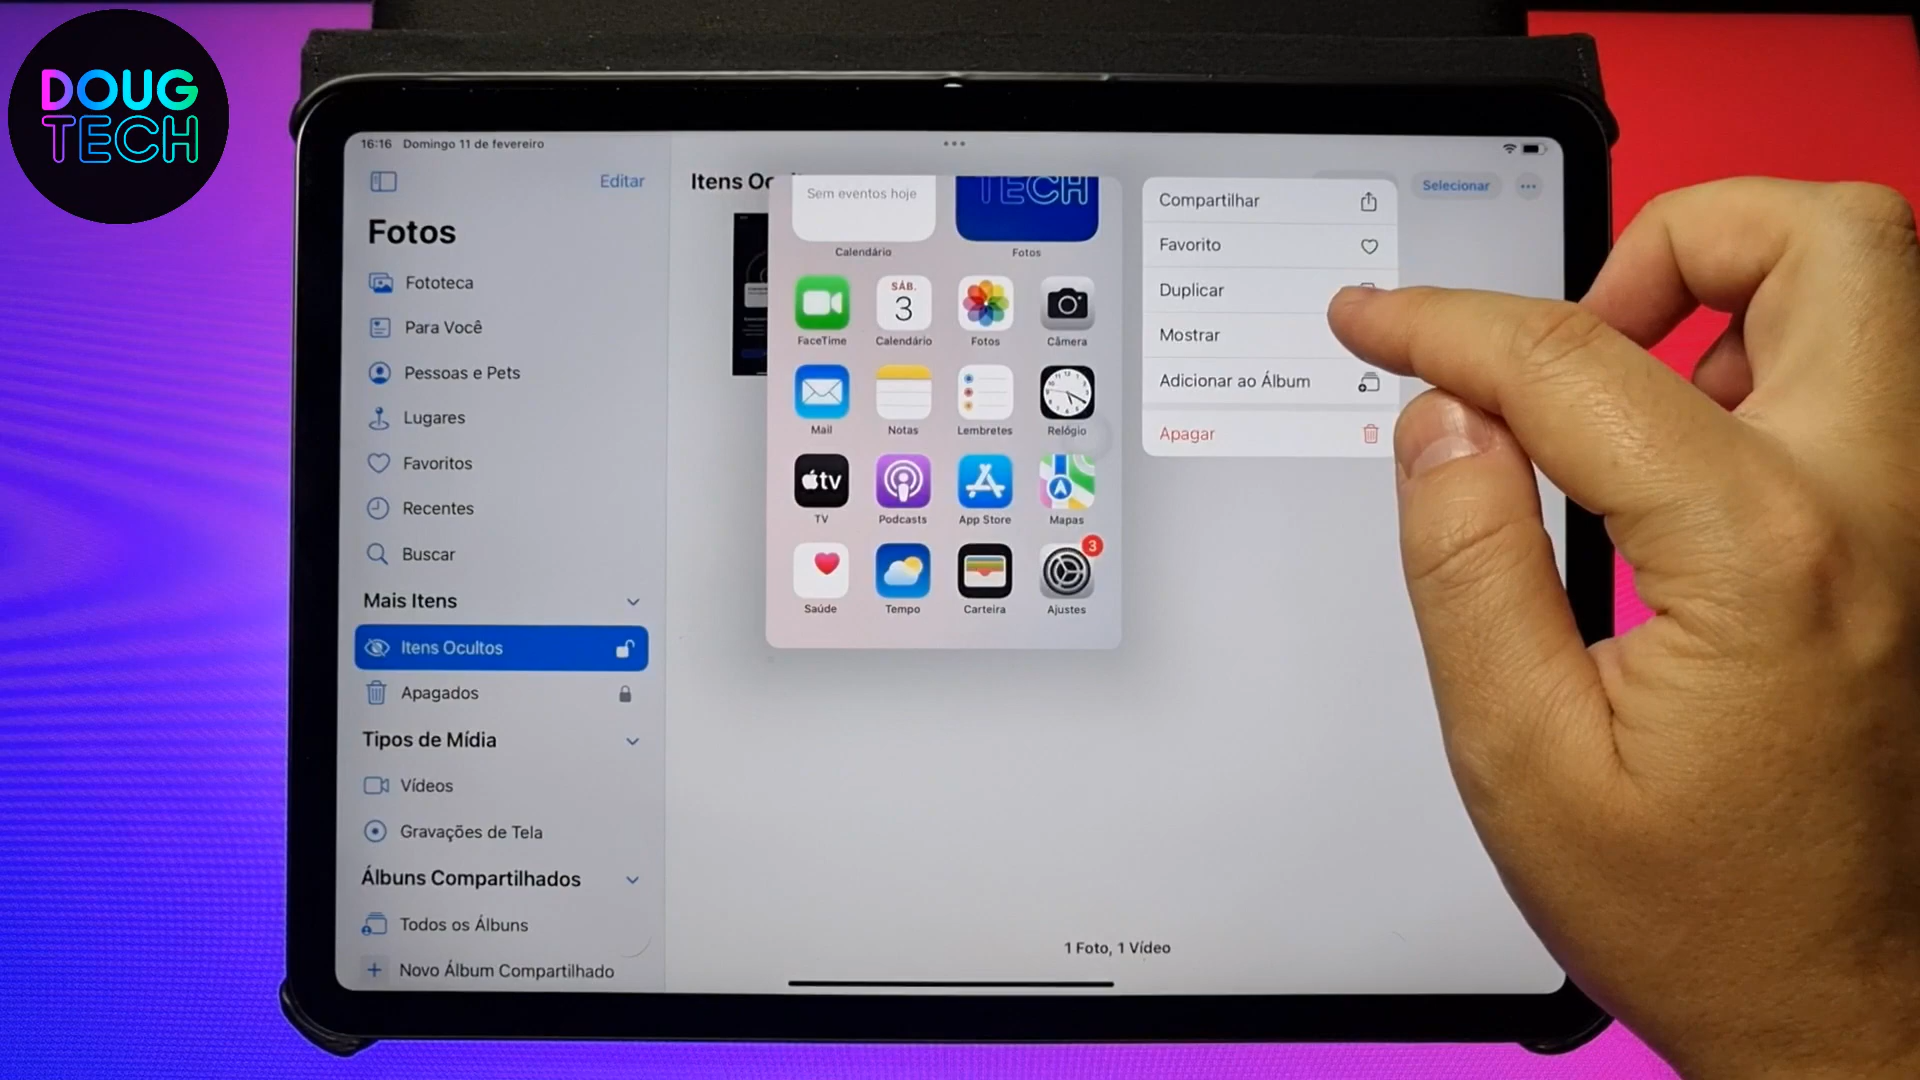 DOUG
TECH
16:16 Domingo 11 de fevereiro
Editar
Fotos
Fototeca
Para Você
Pessoas e Pets
Lugares
Favoritos
Recentes
Buscar
Mais Itens
Itens Ocultos
Apagados
Tipos de Mídia
Vídeos
Gravações de Tela
Álbuns Compartilhados
Todos os Álbuns
Novo Álbum Compartilhado
Itens Oc
Selecionar
Sem eventos hoje
TECH
Calendário
Fotos
SÁB.
3
FaceTime
Calendário
Fotos
Câmera
Mail
Notas
Lembretes
Relógio
tv
TV
Podcasts
App Store
Mapas
3
Saúde
Tempo
Carteira
Ajustes
Compartilhar
Favorito
Duplicar
Mostrar
Adicionar ao Álbum
Apagar
1 Foto, 1 Vídeo